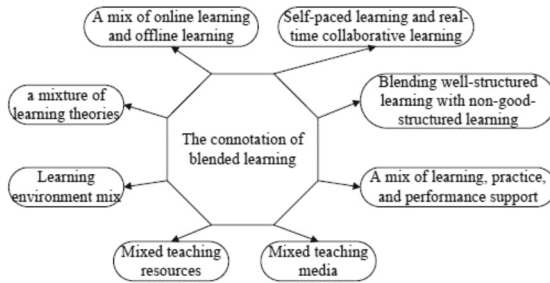 A mix of online learning
and offline learning
Self-paced learning and real-
time collaborative learning
a mixture of
learning theories
Blending well-structured
learning with non-good-
structured learning
The connotation of
blended learning
Learning
environment mix
A mix of learning, practice,
and performance support
Mixed teaching
resources
Mixed teaching
media